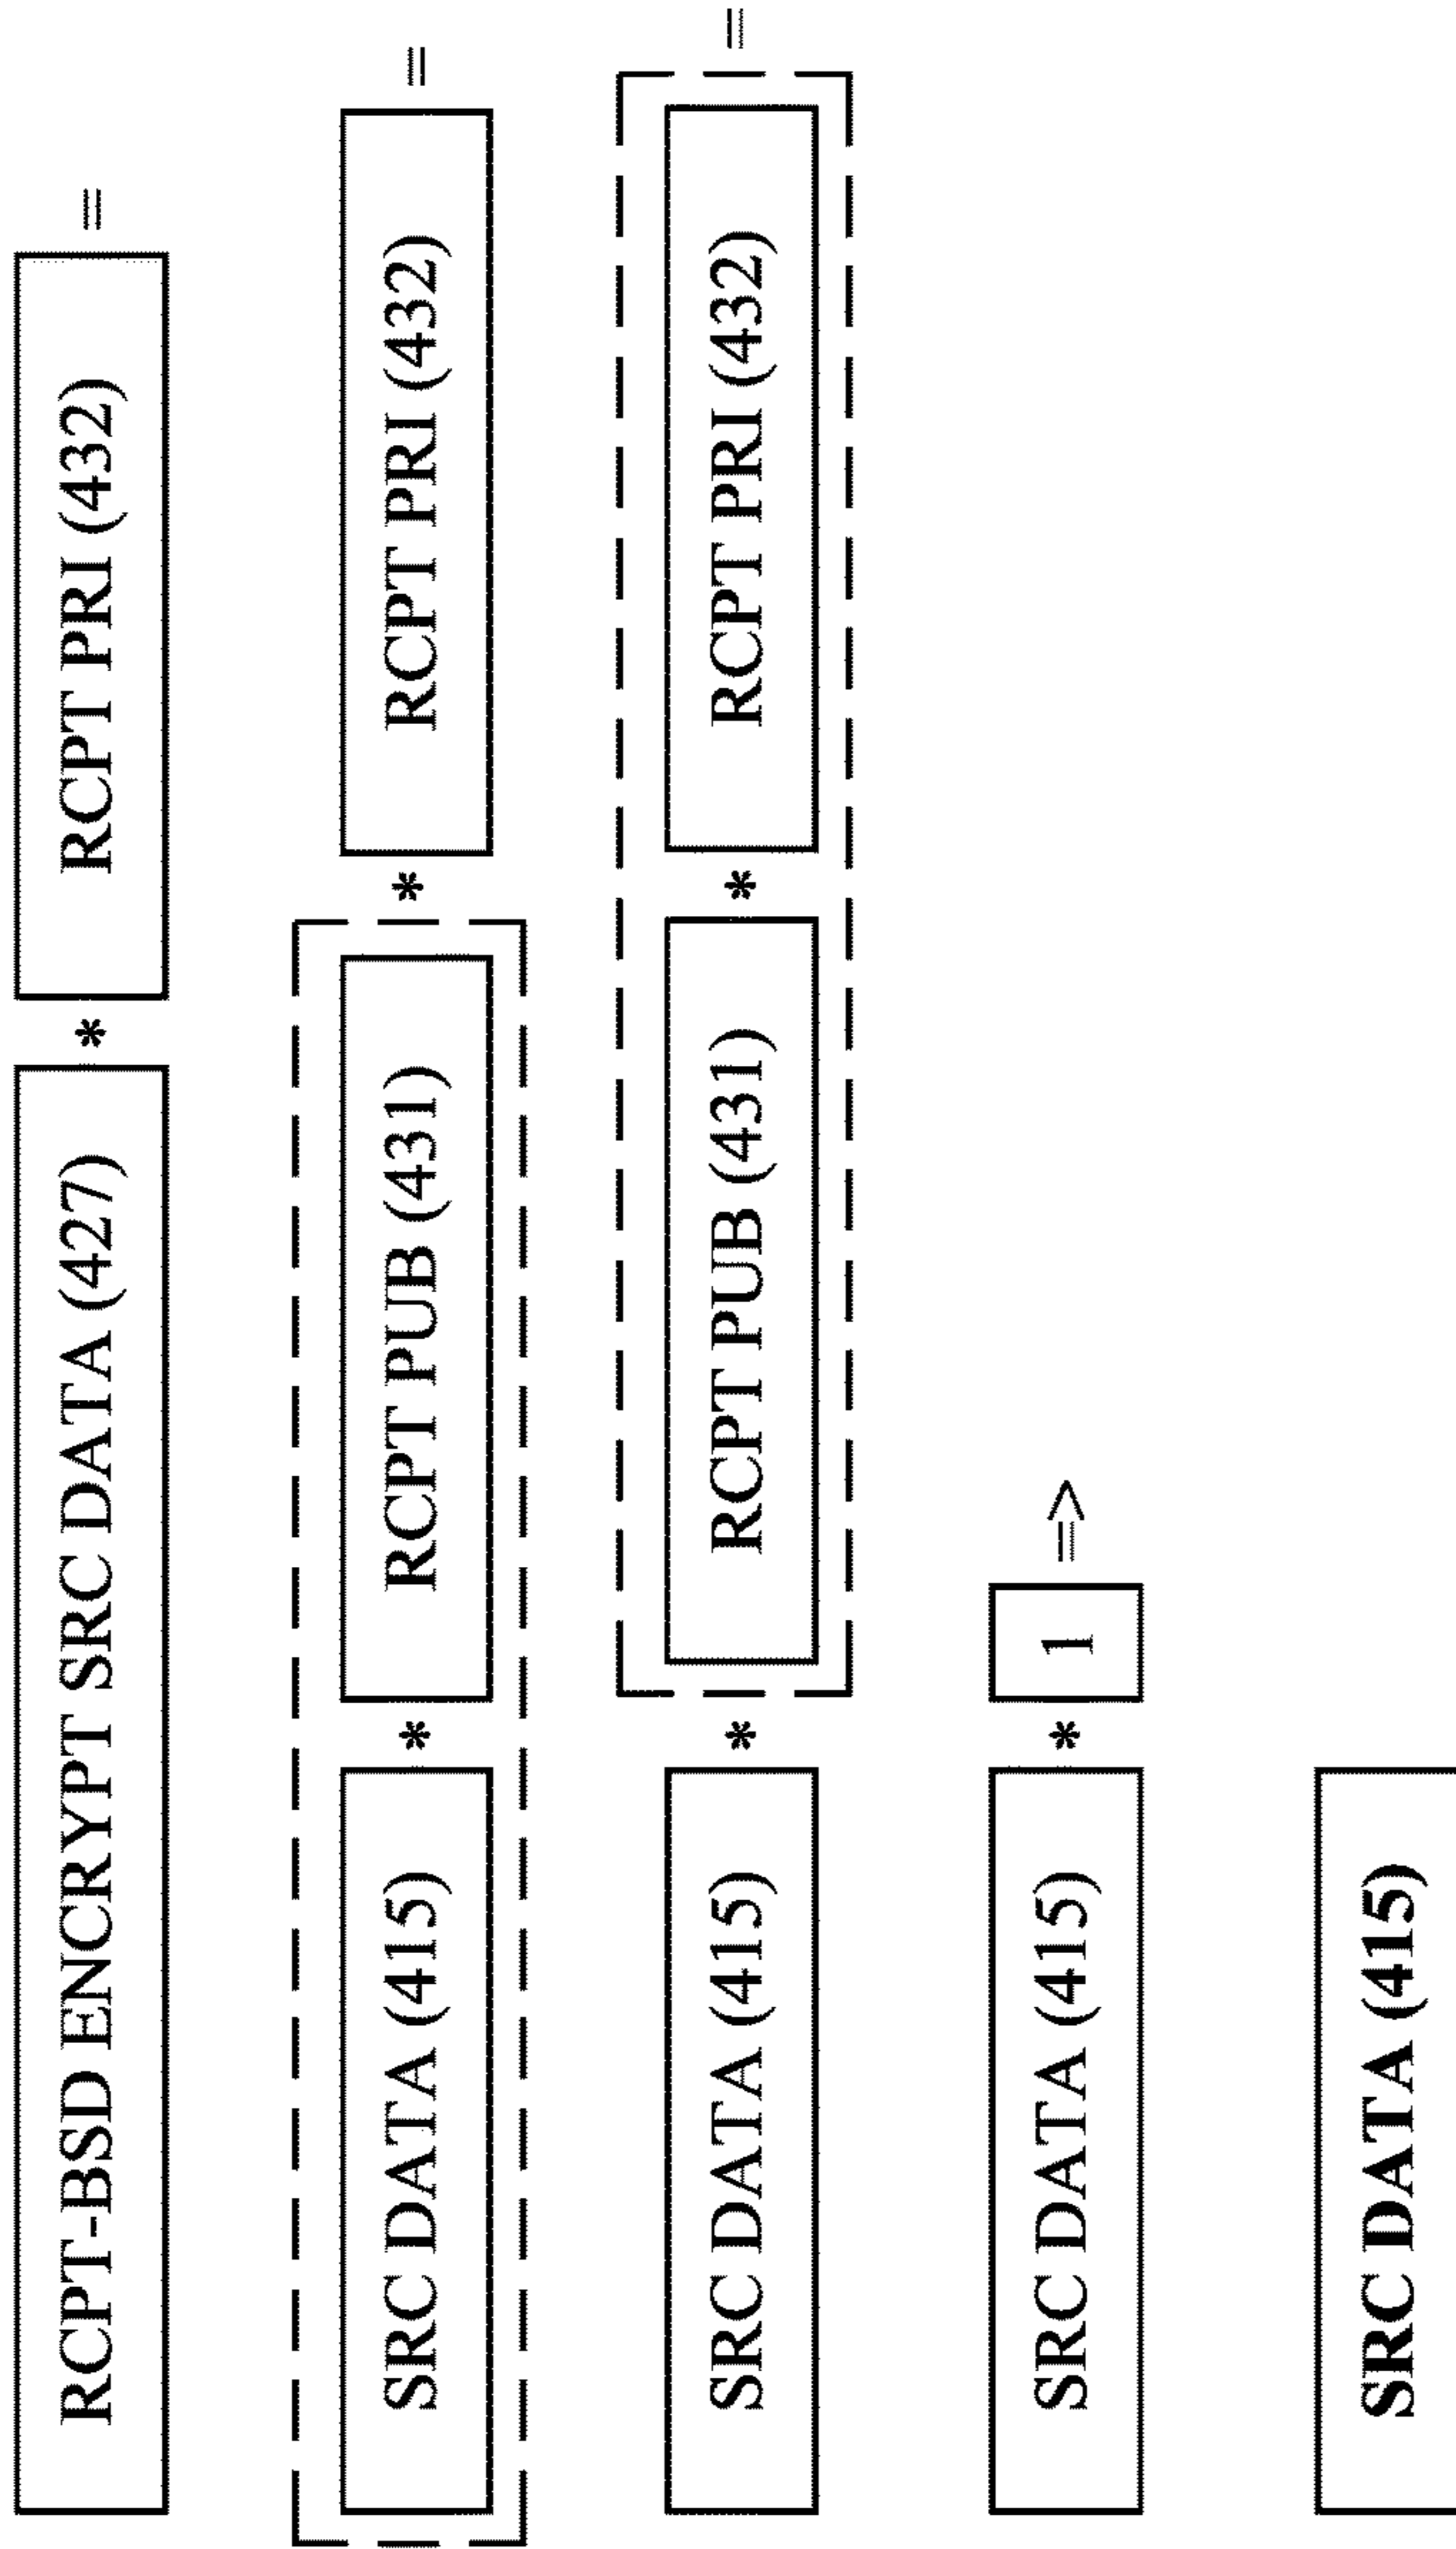 RCPT-BSD ENCRYPT SRC DATA (427) * RCPT PRI (432) =
SRC DATA (415) * RCPT PUB (431) * RCPT PRI (432) =
SRC DATA (415) * RCPT PUB (431) * RCPT PRI (432) =
SRC DATA (415) * 1 =>
SRC DATA (415)